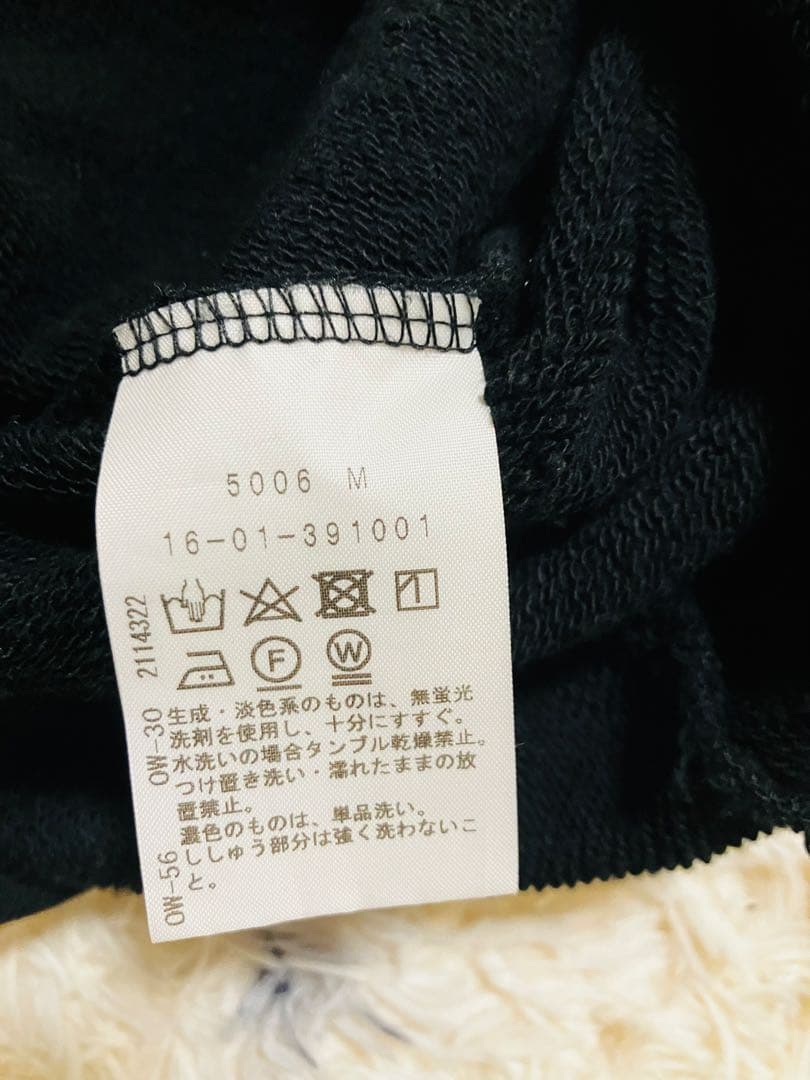 5006 M
16-01-391001
F W
生成・淡色系のものは、無蛍光
洗剤を使用し、十分にすすぐ。
水洗いの場合タンブル乾燥禁止。
つけ置き洗い・濡れたままの放
置禁止。
濃色のものは、単品洗い。
ししゅう部分は強く洗わないこ
と。
OW-56 OW-30 2114322